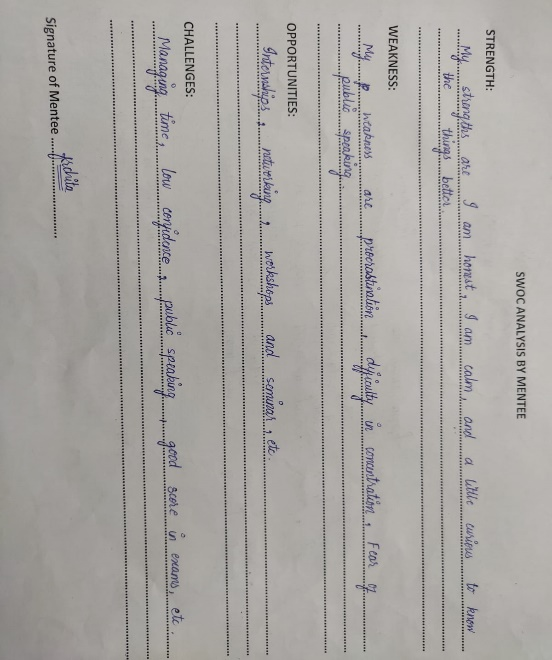 SWOC ANALYSIS BY MENTEE
STRENGTH:
My strengths are I am honest, I am calm, and a little curious to know
the things better.
WEAKNESS:
My weakness are procrastination, difficulty in concentration, Fear of
public speaking.
OPPORTUNITIES:
Internships, networking, workshops and seminar, etc.
CHALLENGES:
Managing time, low confidence, public speaking, good score in exams, etc.
Signature of Mentee